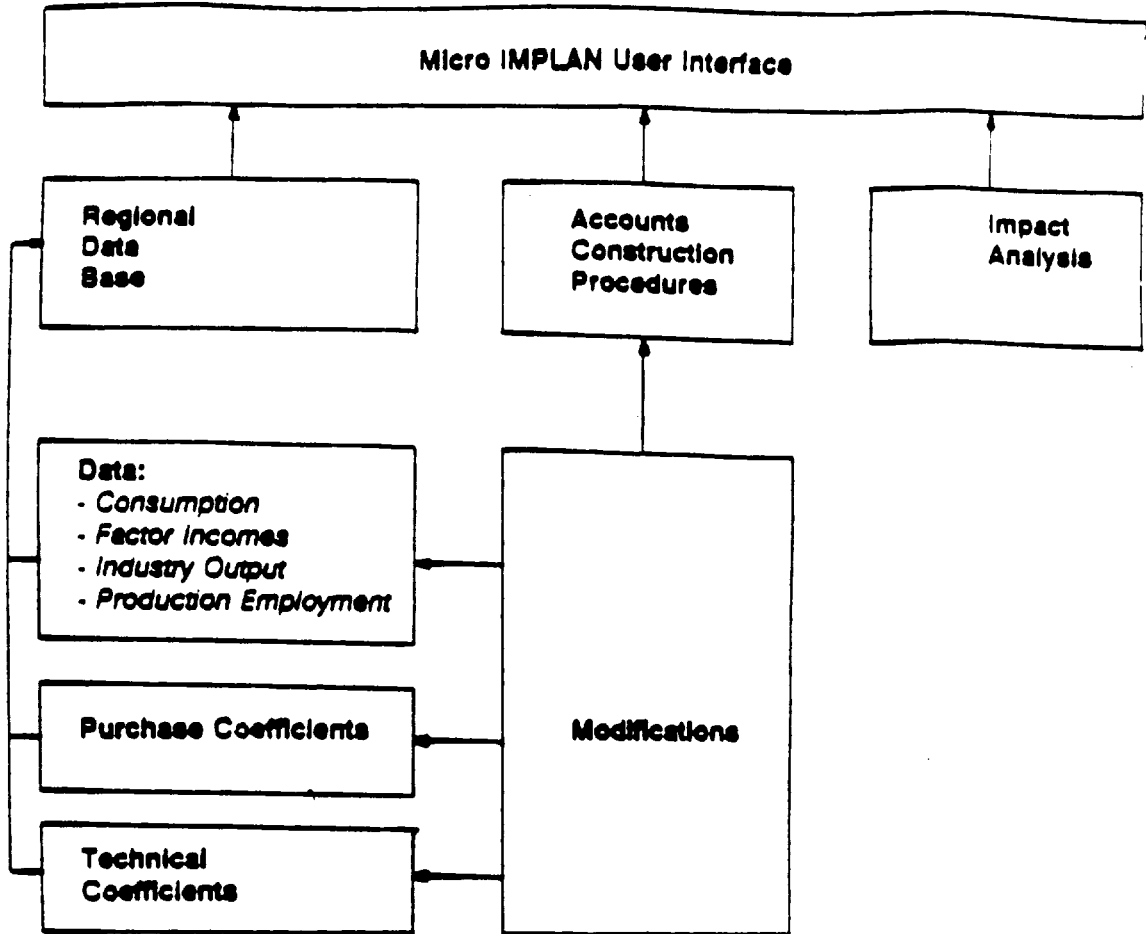 Micro IMPLAN User Interface
Regional
Data
Base
Accounts
Construction
Procedures
Impact
Analysis
Data:
- Consumption
- Factor Incomes
- Industry Output
- Production Employment
Purchase Coefficients
Modifications
Technical
Coefficients